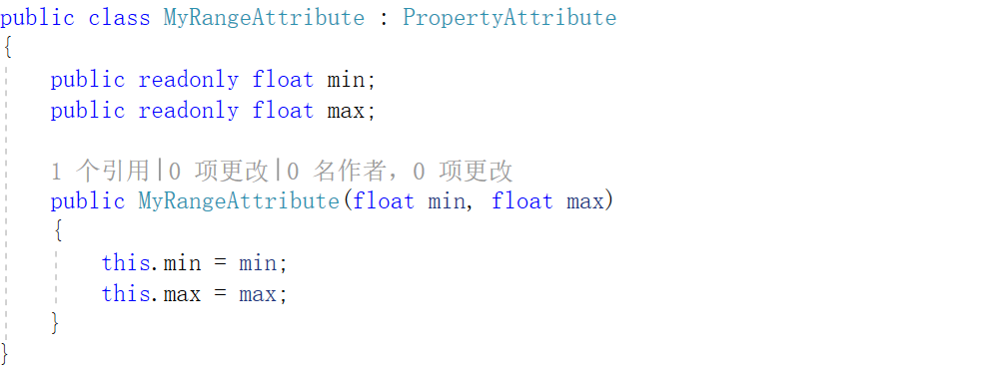 public class MyRangeAttribute : PropertyAttribute
{
    public readonly float min;
    public readonly float max;
    1 个引用|0 项更改|0 名作者，0 项更改
    public MyRangeAttribute(float min, float max)
    {
        this.min = min;
        this.max = max;
    }
}